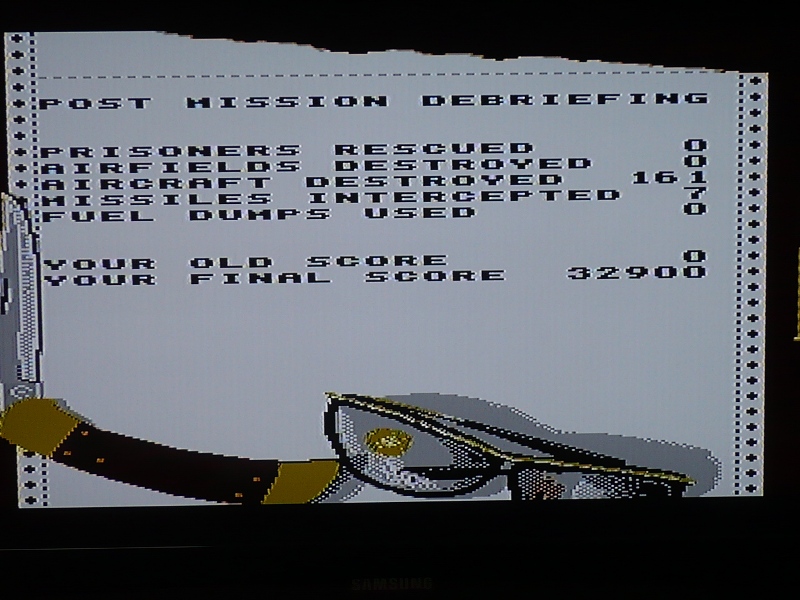 POST MISSION DEBRIEFING
PRISONERS RESCUED 0
AIRFIELDS DESTROYED 0
AIRCRAFT DESTROYED 161
MISSILES INTERCEPTED 7
FUEL DUMPS USED 0
YOUR OLD SCORE 0
YOUR FINAL SCORE 32900
SAMSUNG